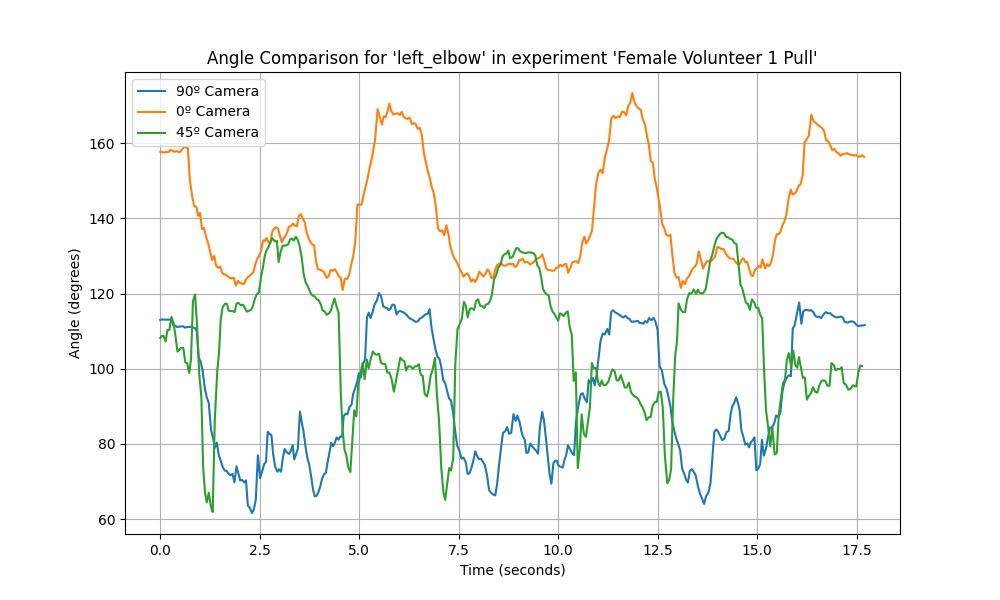 Angle Comparison for 'left_elbow' in experiment 'Female Volunteer 1 Pull'
90º Camera
0º Camera
45º Camera
160
140
120
100
80
60
Angle (degrees)
0.0 2.5 5.0 7.5 10.0 12.5 15.0 17.5
Time (seconds)